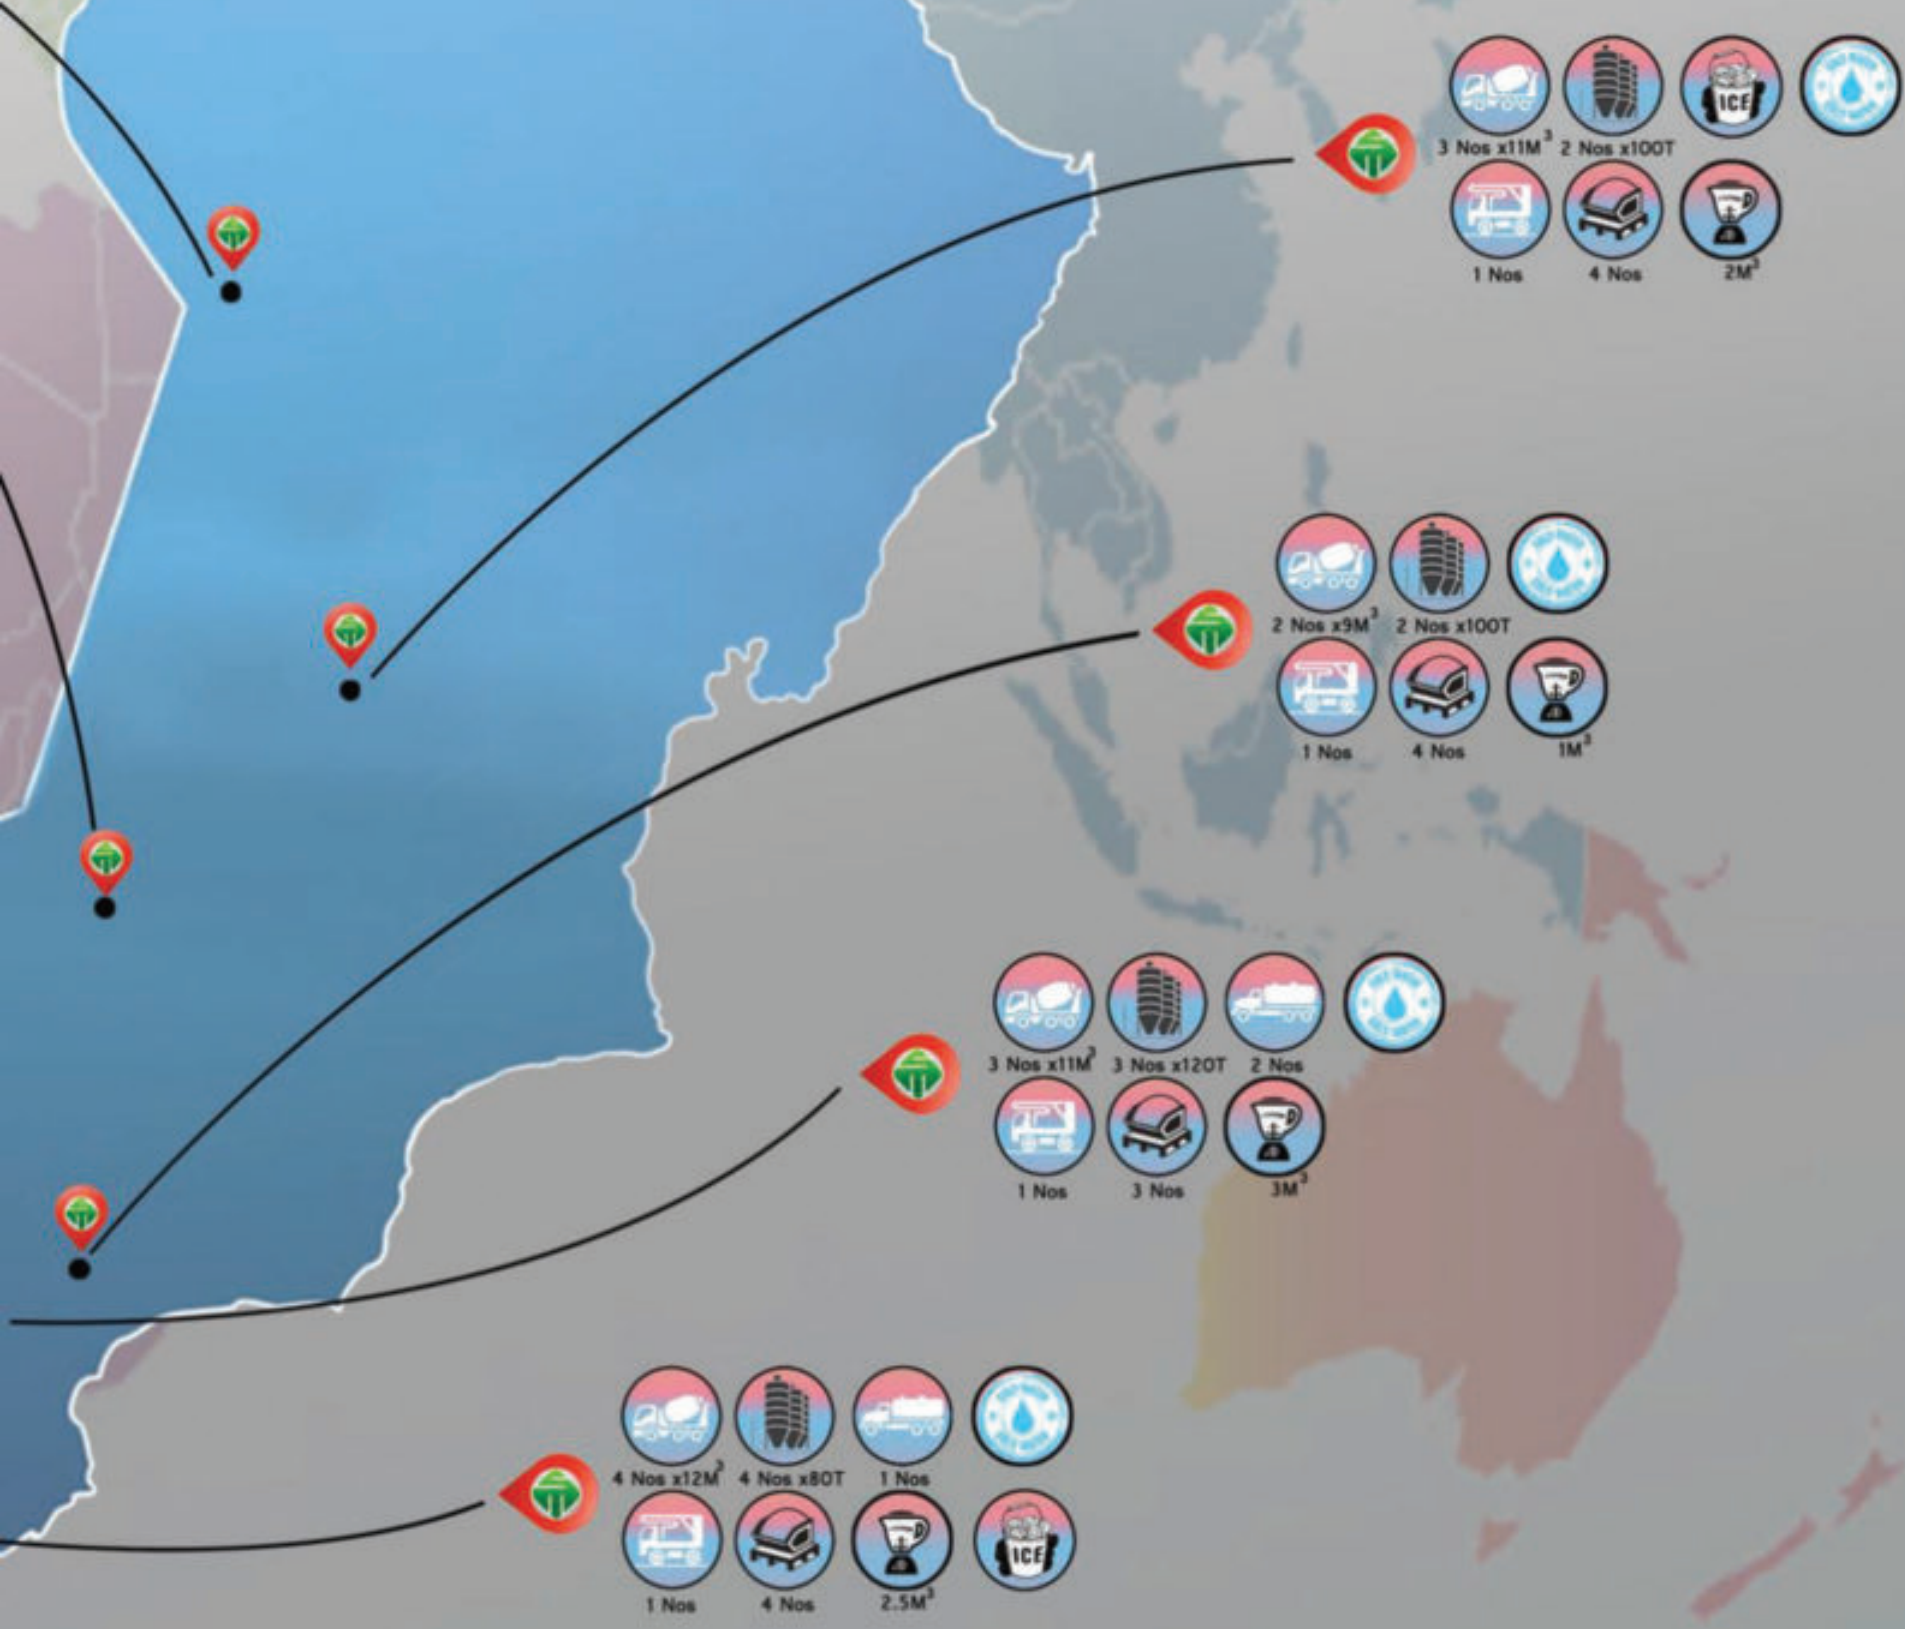 ICE
3 Nos x11M³ 2 Nos x100T
1 Nos 4 Nos 2M³
2 Nos x9M³ 2 Nos x100T
1 Nos 4 Nos 1M³
3 Nos x11M³ 3 Nos x120T 2 Nos
1 Nos 3 Nos 3M³
4 Nos x12M³ 4 Nos x80T 1 Nos
ICE
1 Nos 4 Nos 2.5M³